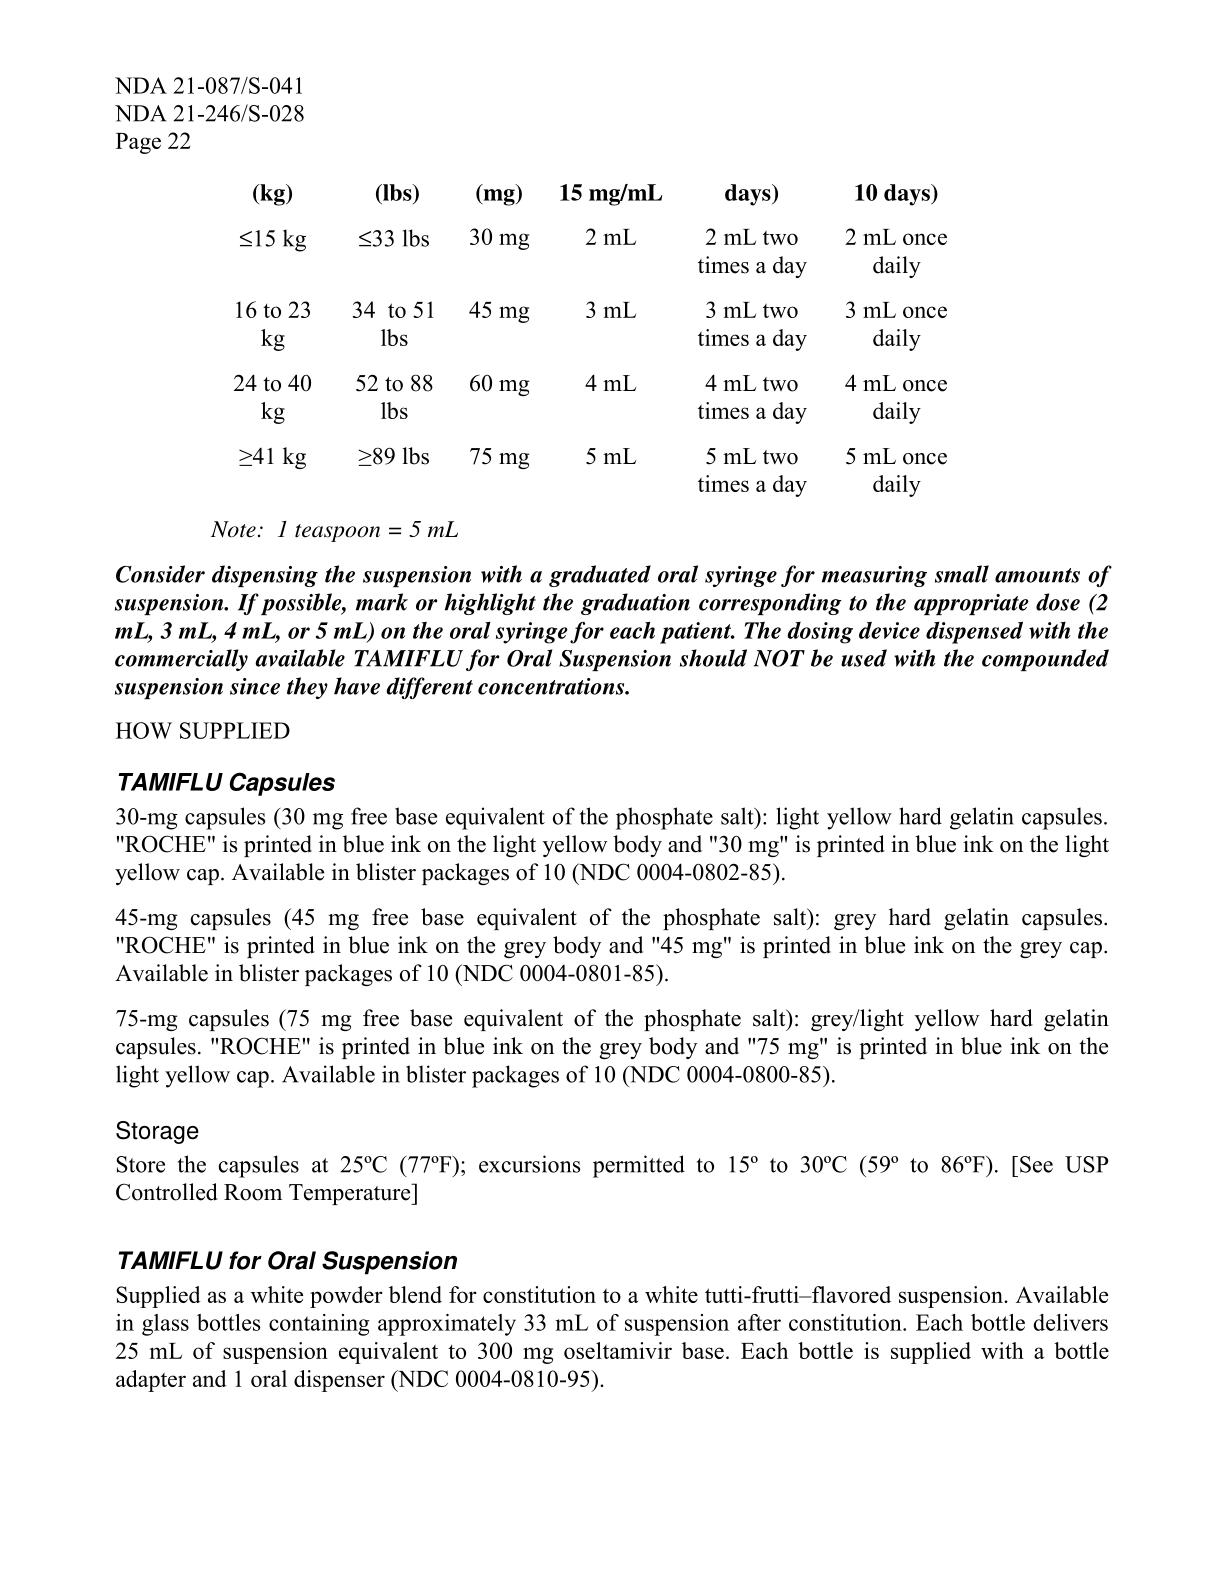 NDA 21-087/S-041
NDA 21-246/S-028
Page 22
(kg) (lbs) (mg) 15 mg/mL days) 10 days)
≤15 kg ≤33 lbs 30 mg 2 mL 2 mL two 2 mL once
times a day daily
16 to 23 34 to 51 45 mg 3 mL 3 mL two 3 mL once
kg lbs times a day daily
24 to 40 52 to 88 60 mg 4 mL 4 mL two 4 mL once
kg lbs times a day daily
≥41 kg ≥89 lbs 75 mg 5 mL 5 mL two 5 mL once
times a day daily
Note: 1 teaspoon = 5 mL
Consider dispensing the suspension with a graduated oral syringe for measuring small amounts of
suspension. If possible, mark or highlight the graduation corresponding to the appropriate dose (2
mL, 3 mL, 4 mL, or 5 mL) on the oral syringe for each patient. The dosing device dispensed with the
commercially available TAMIFLU for Oral Suspension should NOT be used with the compounded
suspension since they have different concentrations.
HOW SUPPLIED
TAMIFLU Capsules
30-mg capsules (30 mg free base equivalent of the phosphate salt): light yellow hard gelatin capsules.
"ROCHE" is printed in blue ink on the light yellow body and "30 mg" is printed in blue ink on the light
yellow cap. Available in blister packages of 10 (NDC 0004-0802-85).
45-mg capsules (45 mg free base equivalent of the phosphate salt): grey hard gelatin capsules.
"ROCHE" is printed in blue ink on the grey body and "45 mg" is printed in blue ink on the grey cap.
Available in blister packages of 10 (NDC 0004-0801-85).
75-mg capsules (75 mg free base equivalent of the phosphate salt): grey/light yellow hard gelatin
capsules. "ROCHE" is printed in blue ink on the grey body and "75 mg" is printed in blue ink on the
light yellow cap. Available in blister packages of 10 (NDC 0004-0800-85).
Storage
Store the capsules at 25ºC (77ºF); excursions permitted to 15º to 30ºC (59º to 86ºF). [See USP
Controlled Room Temperature]
TAMIFLU for Oral Suspension
Supplied as a white powder blend for constitution to a white tutti-frutti–flavored suspension. Available
in glass bottles containing approximately 33 mL of suspension after constitution. Each bottle delivers
25 mL of suspension equivalent to 300 mg oseltamivir base. Each bottle is supplied with a bottle
adapter and 1 oral dispenser (NDC 0004-0810-95).